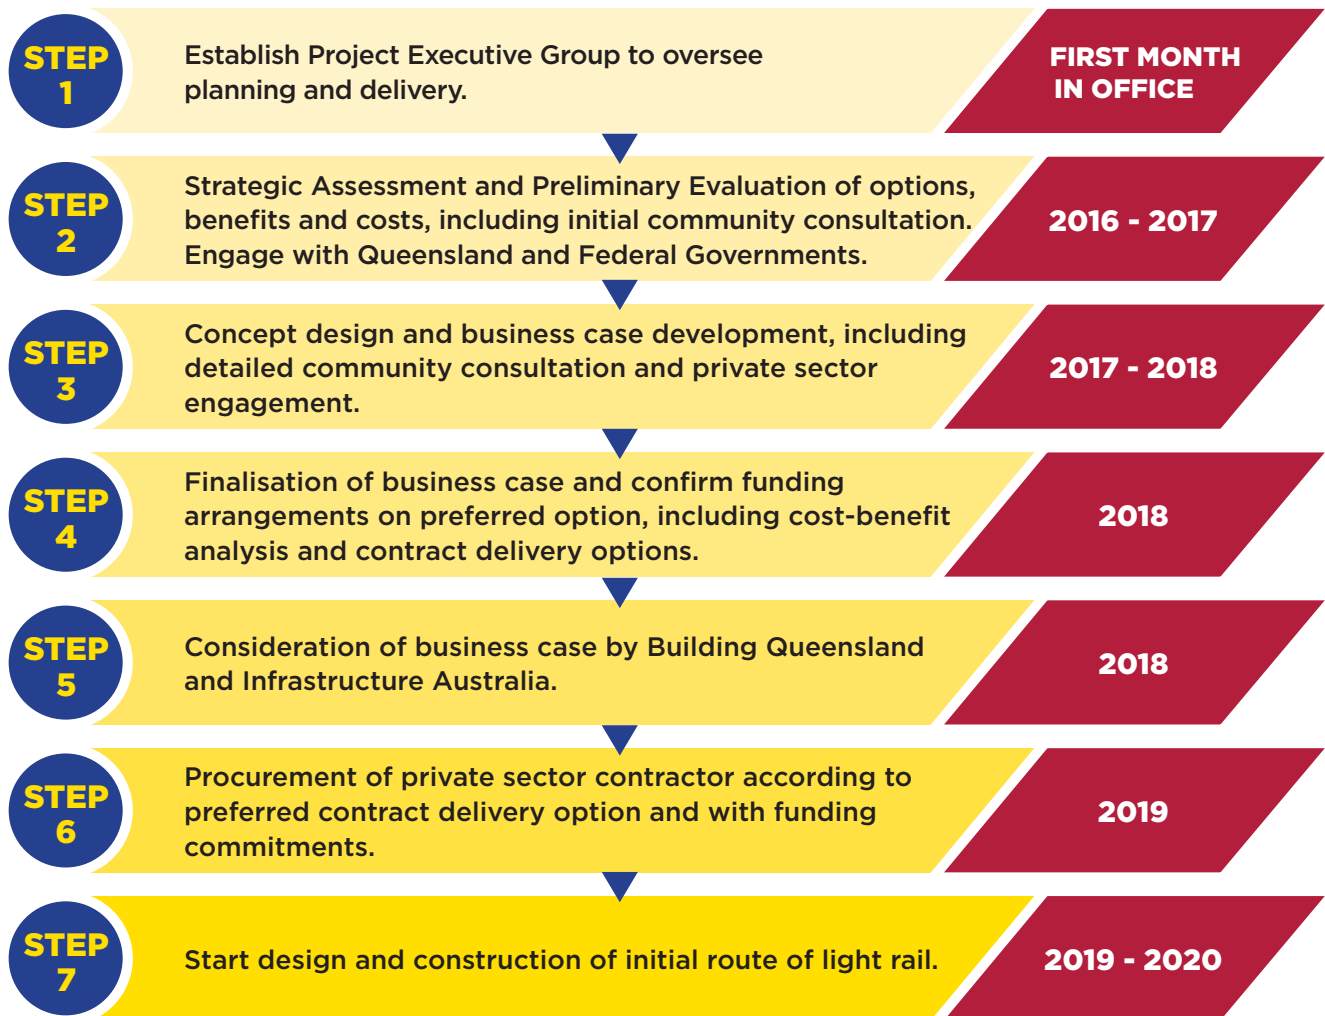 STEP
1
Establish Project Executive Group to oversee
planning and delivery.
FIRST MONTH
IN OFFICE
STEP
2
Strategic Assessment and Preliminary Evaluation of options,
benefits and costs, including initial community consultation.
Engage with Queensland and Federal Governments.
2016 - 2017
STEP
3
Concept design and business case development, including
detailed community consultation and private sector
engagement.
2017 - 2018
STEP
4
Finalisation of business case and confirm funding
arrangements on preferred option, including cost-benefit
analysis and contract delivery options.
2018
STEP
5
Consideration of business case by Building Queensland
and Infrastructure Australia.
2018
STEP
6
Procurement of private sector contractor according to
preferred contract delivery option and with funding
commitments.
2019
STEP
7
Start design and construction of initial route of light rail.
2019 - 2020